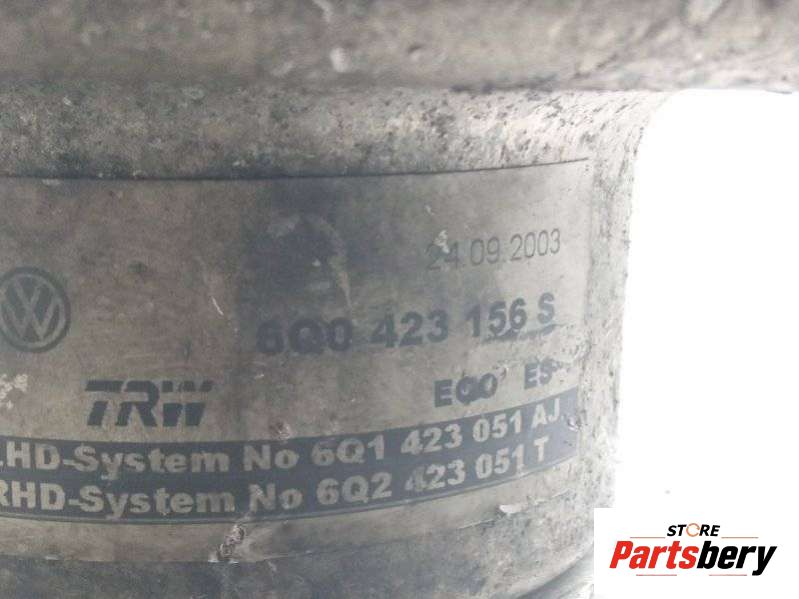 24.09.2003
6Q0 423 156 S
TRW ECO ES
LHD-System No 6Q1 423 051 AJ
RHD-System No 6Q2 423 051 T
STORE
Partsbery